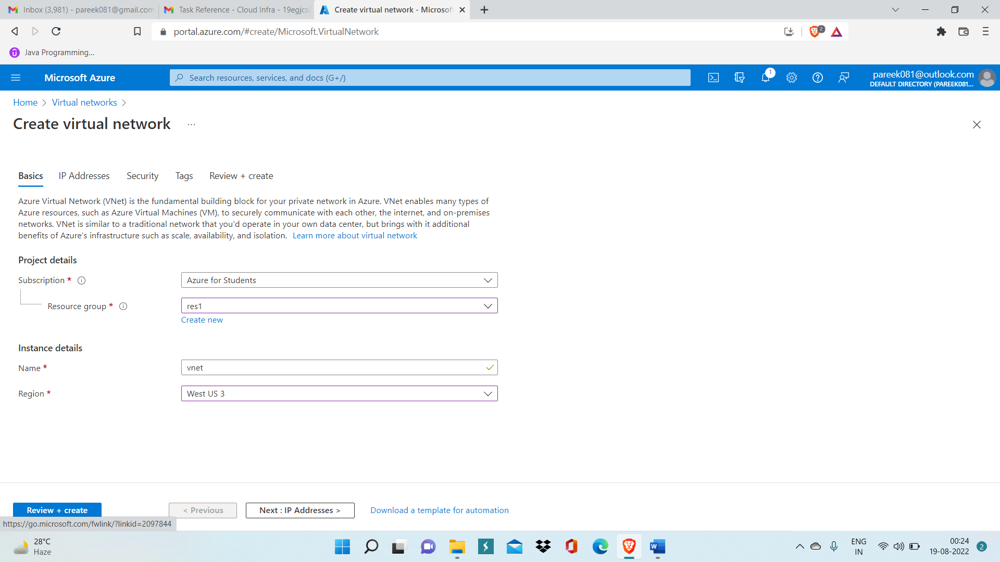 Inbox (3,981) - pareek081@gmail.com
Task Reference - Cloud Infra - 19egjcs
Create virtual network - Microsof
portal.azure.com/#create/Microsoft.VirtualNetwork
2
Java Programming...
Microsoft Azure
Search resources, services, and docs (G+/)
1
pareek081@outlook.com
DEFAULT DIRECTORY (PAREEK081...
Home > Virtual networks >
Create virtual network ...
Basics
IP Addresses
Security
Tags
Review + create
Azure Virtual Network (VNet) is the fundamental building block for your private network in Azure. VNet enables many types of
Azure resources, such as Azure Virtual Machines (VM), to securely communicate with each other, the internet, and on-premises
networks. VNet is similar to a traditional network that you'd operate in your own data center, but brings with it additional
benefits of Azure's infrastructure such as scale, availability, and isolation. Learn more about virtual network
Project details
Subscription *
Azure for Students
Resource group *
res1
Create new
Instance details
Name *
vnet
Region *
West US 3
Review + create
< Previous
Next : IP Addresses >
Download a template for automation
https://go.microsoft.com/fwlink/?linkid=2097844
28°C
Haze
ENG
IN
00:24
19-08-2022
2